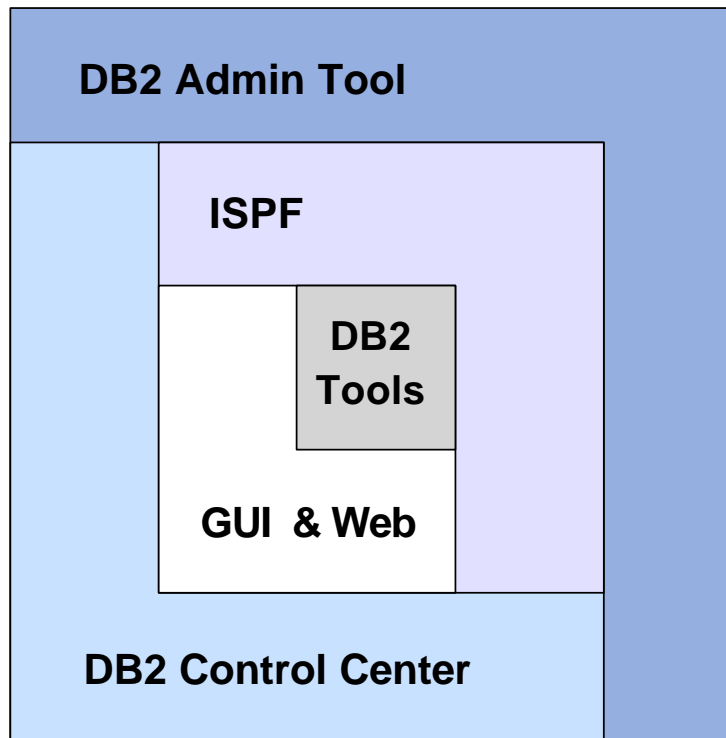 DB2 Admin Tool
ISPF
DB2
Tools
GUI & Web
DB2 Control Center